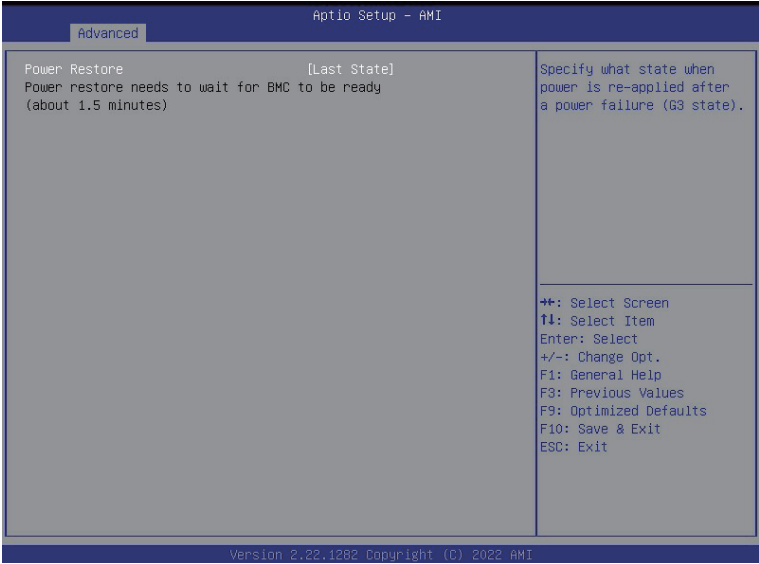 Aptio Setup – AMI
Advanced
Power Restore [Last State]
Power restore needs to wait for BMC to be ready
(about 1.5 minutes)
Specify what state when
power is re-applied after
a power failure (G3 state).
→←: Select Screen
↑↓: Select Item
Enter: Select
+/-: Change Opt.
F1: General Help
F3: Previous Values
F9: Optimized Defaults
F10: Save & Exit
ESC: Exit
Version 2.22.1282 Copyright (C) 2022 AMI